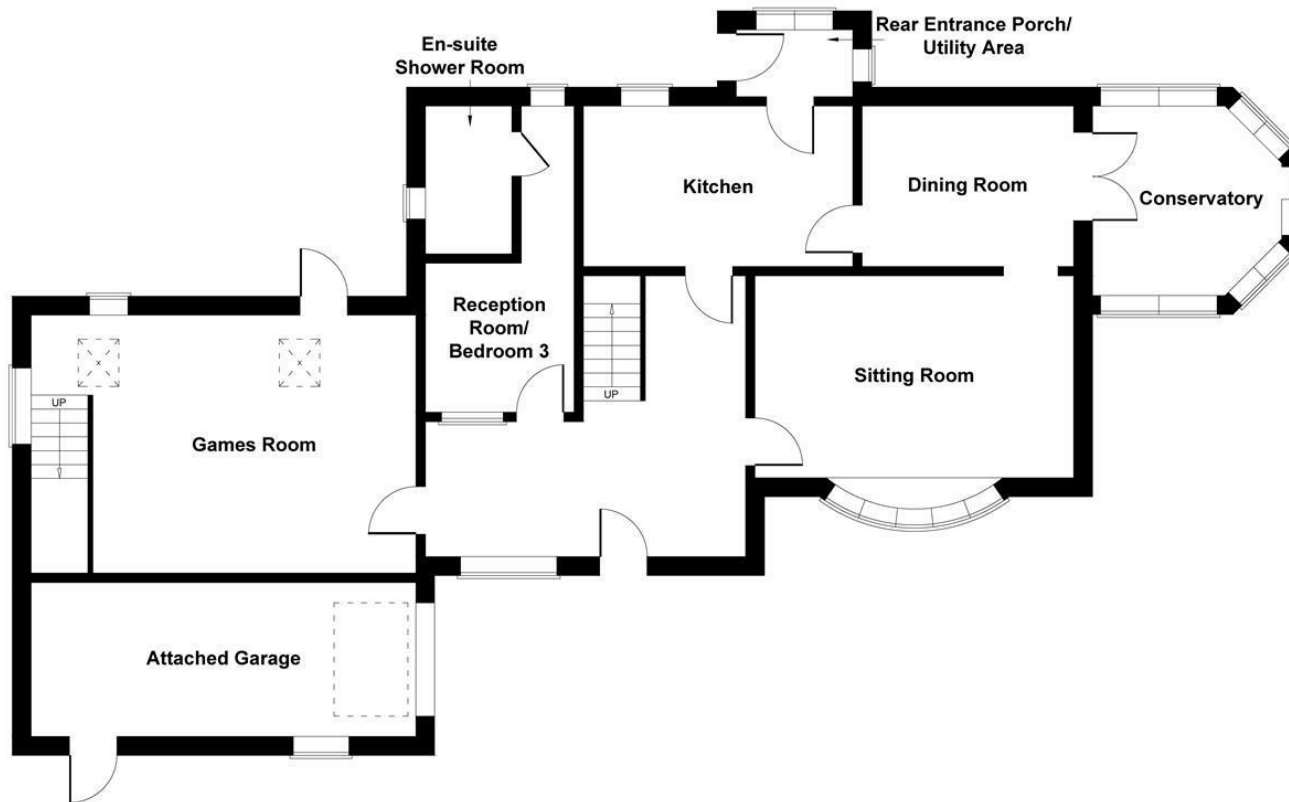 Rear Entrance Porch/
Utility Area
En-suite
Shower Room
Kitchen
Dining Room
Conservatory
Reception
Room/
Bedroom 3
UP
Sitting Room
UP
Games Room
Attached Garage